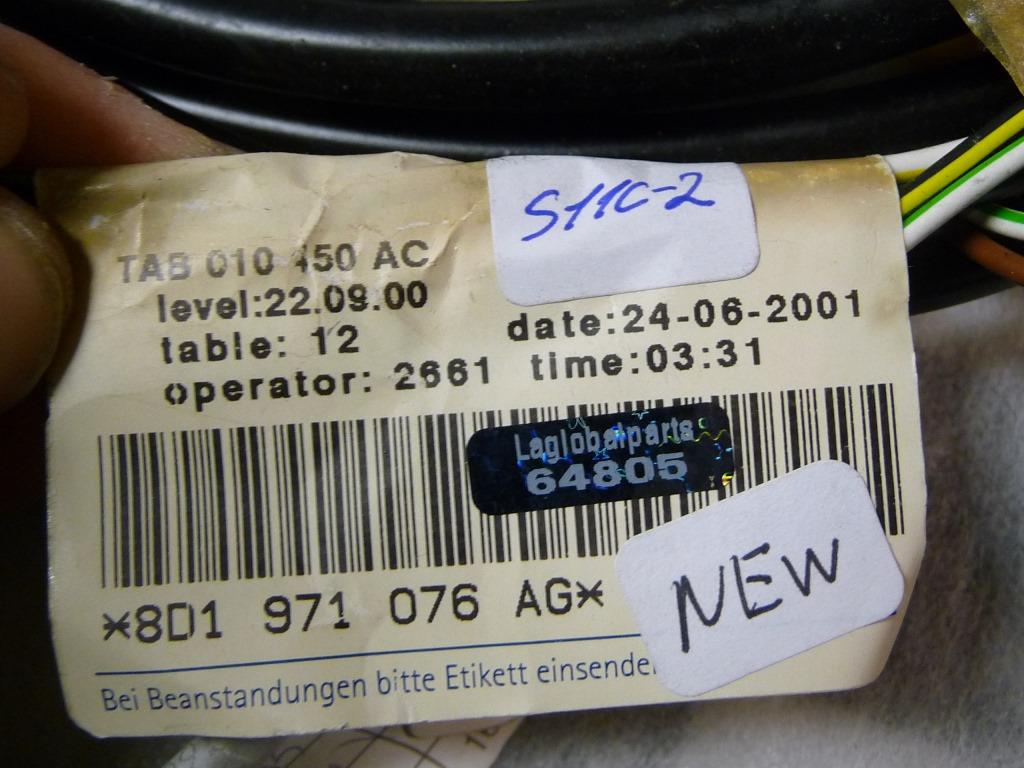 S11C-2
TAB 010 450 AC
level:22.09.00
date:24-06-2001
table: 12
time:03:31
operator: 2661
Laglobalparts
64805
*8D1 971 076 AG*
NEW
Bei Beanstandungen bitte Etikett einsende